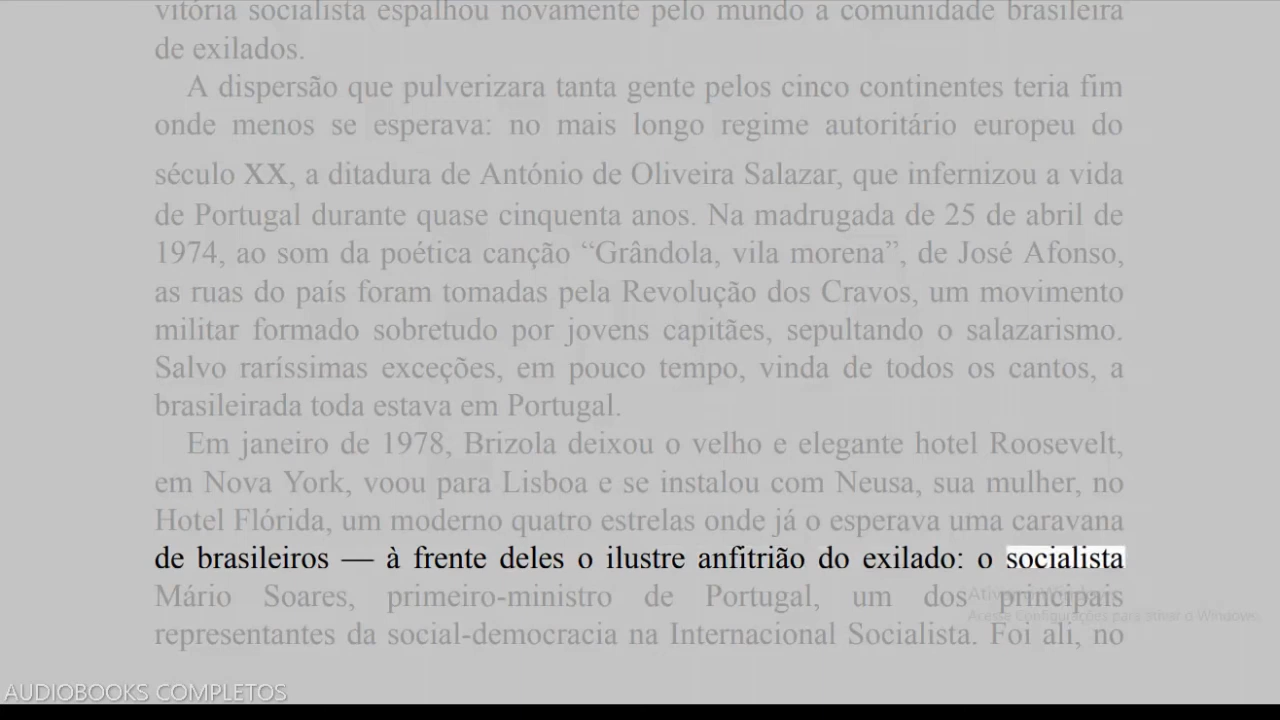 vitória socialista espalhou novamente pelo mundo a comunidade brasileira
de exilados.
A dispersão que pulverizara tanta gente pelos cinco continentes teria fim
onde menos se esperava: no mais longo regime autoritário europeu do
século XX, a ditadura de António de Oliveira Salazar, que infernizou a vida
de Portugal durante quase cinquenta anos. Na madrugada de 25 de abril de
1974, ao som da poética canção “Grândola, vila morena”, de José Afonso,
as ruas do país foram tomadas pela Revolução dos Cravos, um movimento
militar formado sobretudo por jovens capitães, sepultando o salazarismo.
Salvo raríssimas exceções, em pouco tempo, vinda de todos os cantos, a
brasileirada toda estava em Portugal.
Em janeiro de 1978, Brizola deixou o velho e elegante hotel Roosevelt,
em Nova York, voou para Lisboa e se instalou com Neusa, sua mulher, no
Hotel Flórida, um moderno quatro estrelas onde já o esperava uma caravana
de brasileiros — à frente deles o ilustre anfitrião do exilado: o socialista
Mário Soares, primeiro-ministro de Portugal, um dos principais
Ativar o Windows
Acesse Configurações para ativar o Windows.
representantes da social-democracia na Internacional Socialista. Foi ali, no
AUDIOBOOKS COMPLETOS